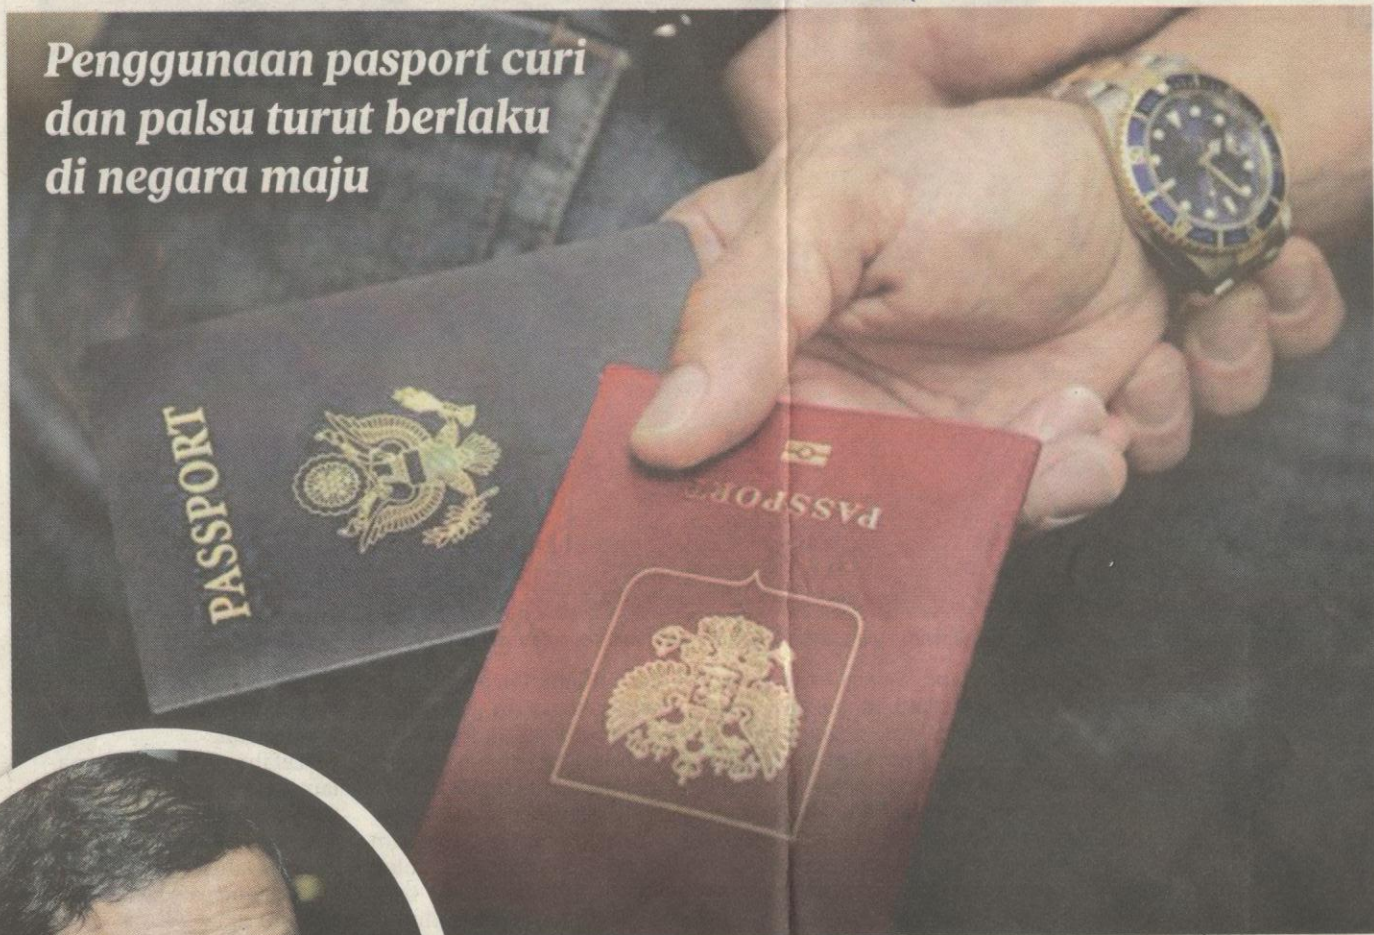 Penggunaan pasport curi
dan palsu turut berlaku
di negara maju
PASSPORT
PASSPORT